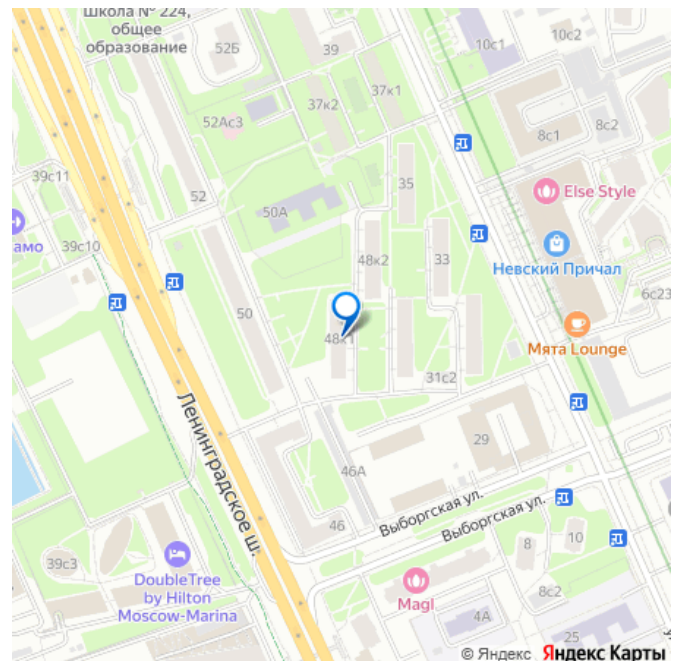 Школа № 224,
общее
образование
52Б
39
10с1
10с2
37к1
37к2
52Ас3
8с1
8с2
39с11
52
35
Else Style
50А
амо
39с10
48к2
33
Невский Причал
6с23
50
48к1
Мята Lounge
31с2
Ленинградское ш.
29
46А
46
Выборгская ул.
Выборгская ул.
39с3
8
10
DoubleTree
by Hilton
Moscow-Marina
Magl
8с2
4А
25
© Яндекс Яндекс Карты